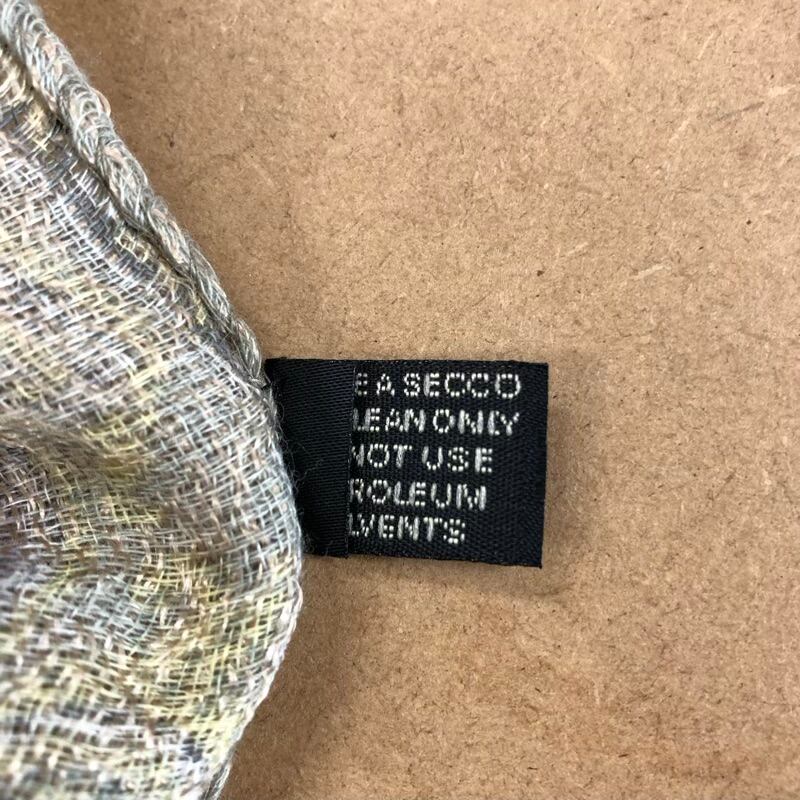 E A SECCO
LEAN ONLY
NOT USE
ROLEUM
LVENTS